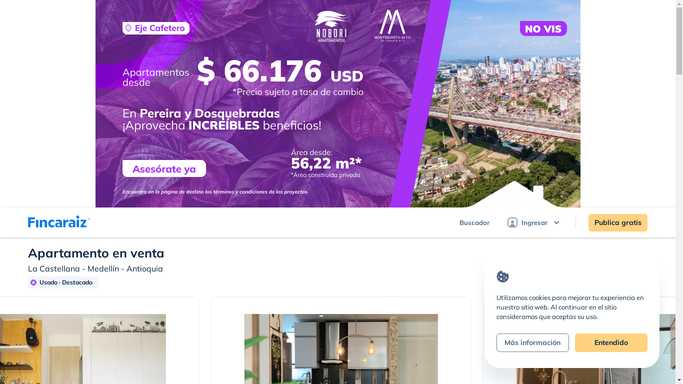 Eje Cafetero
NOBORI
APARTAMENTOS
NO VIS
Apartamentos
desde
$ 66.176 USD
*Precio sujeto a tasa de cambio
En Pereira y Dosquebradas
¡Aprovecha INCREÍBLES beneficios!
Área desde:
56,22 m²*
*Área construida privada
Asesórate ya
Encuentra en la página de destino los términos y condiciones de los proyectos.
Fincaraiz
Buscador
Ingresar
Publica gratis
Apartamento en venta
La Castellana - Medellín - Antioquia
Usado · Destacado
Utilizamos cookies para mejorar tu experiencia en
nuestro sitio web. Al continuar en el sitio
consideramos que aceptas su uso.
Más información
Entendido